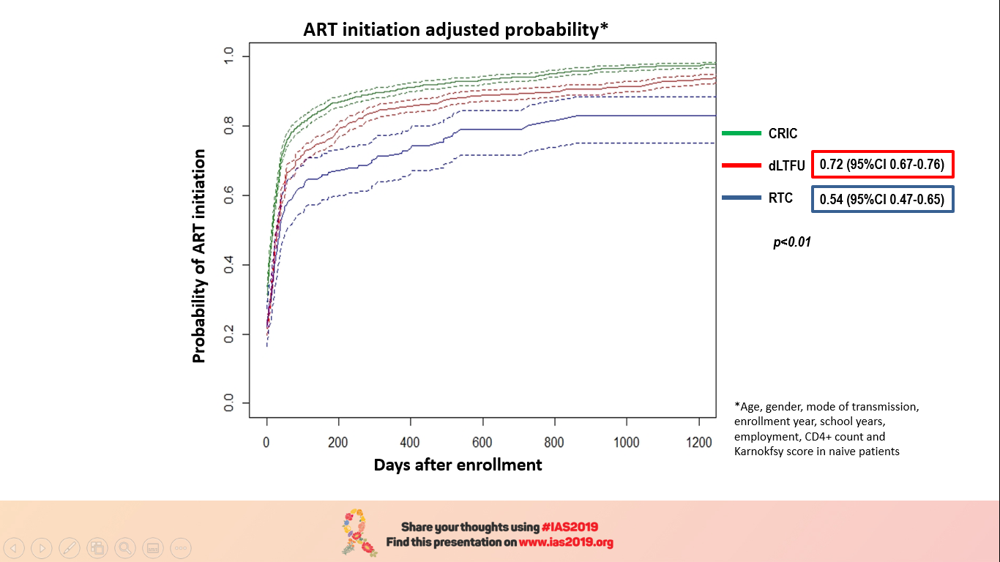 ART initiation adjusted probability*
Probability of ART initiation
1.0
0.8
0.6
0.4
0.2
0.0
0
200
400
600
800
1000
1200
Days after enrollment
CRIC
dLTFU
0.72 (95%CI 0.67-0.76)
RTC
0.54 (95%CI 0.47-0.65)
p<0.01
*Age, gender, mode of transmission,
enrollment year, school years,
employment, CD4+ count and
Karnokfsy score in naive patients
Share your thoughts using #IAS2019
Find this presentation on www.ias2019.org